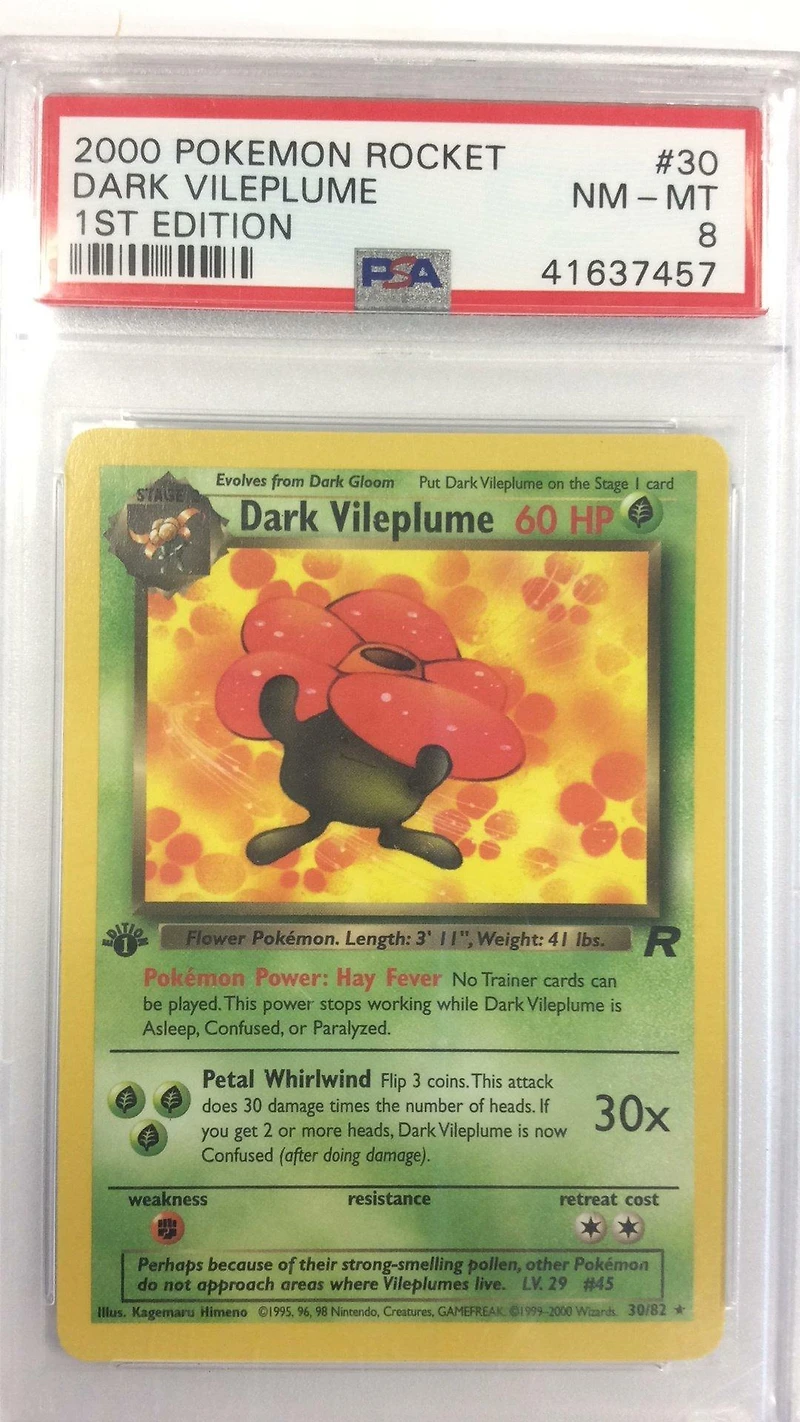 2000 POKEMON ROCKET #30
DARK VILEPLUME NM - MT
1ST EDITION 8
PSA 41637457
Evolves from Dark Gloom Put Dark Vileplume on the Stage 1 card
STAGE 2
Dark Vileplume 60 HP
EDITION 1
Flower Pokémon. Length: 3' 11", Weight: 41 lbs. R
Pokémon Power: Hay Fever No Trainer cards can
be played. This power stops working while Dark Vileplume is
Asleep, Confused, or Paralyzed.
Petal Whirlwind Flip 3 coins. This attack
does 30 damage times the number of heads. If
you get 2 or more heads, Dark Vileplume is now
Confused (after doing damage).
30x
weakness resistance retreat cost
Perhaps because of their strong-smelling pollen, other Pokémon
do not approach areas where Vileplumes live. LV. 29 #45
Illus. Kagemaru Himeno ©1995, 96, 98 Nintendo, Creatures, GAMEFREAK. ©1999-2000 Wizards. 30/82 ★